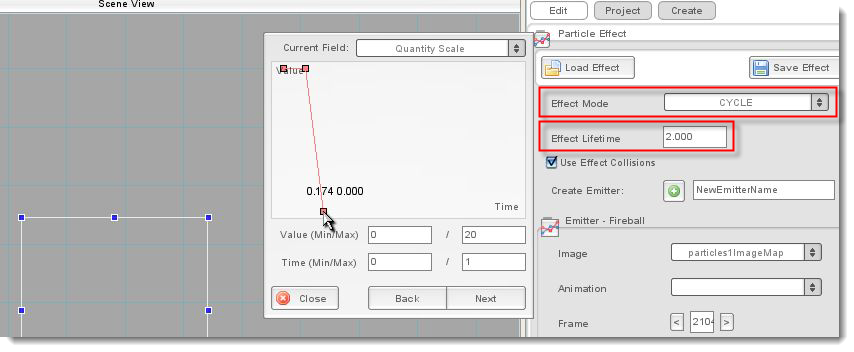 Scene View
Edit Project Create
Particle Effect
Load Effect Save Effect
Effect Mode CYCLE
Effect Lifetime 2.000
Use Effect Collisions
Create Emitter: NewEmitterName
Emitter - Fireball
Image particles1ImageMap
Animation
Frame < 2104 >
Current Field: Quantity Scale
Value
0.174 0.000
Time
Value (Min/Max) 0 / 20
Time (Min/Max) 0 / 1
Close Back Next